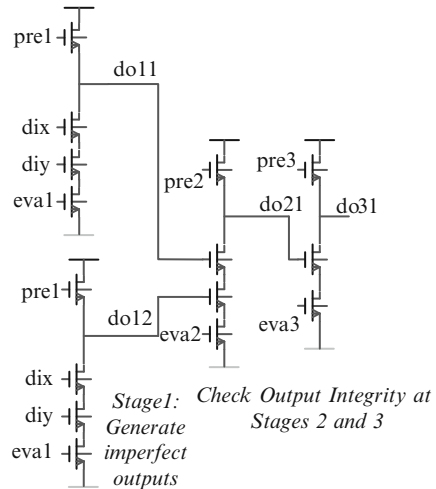 pre1
do11
dix
diy
eva1
pre2
pre3
do21
do31
pre1
do12
eva2
eva3
dix
diy
eva1
Stage1:
Generate
imperfect
outputs
Check Output Integrity at
Stages 2 and 3